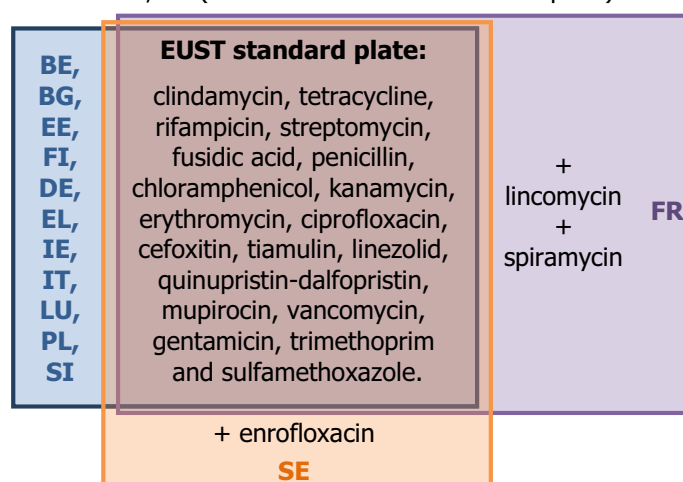 EUST standard plate:
BE,
BG,
EE,
FI,
DE,
EL,
IE,
IT,
LU,
PL,
SI
clindamycin, tetracycline,
rifampicin, streptomycin,
fusidic acid, penicillin,
chloramphenicol, kanamycin,
erythromycin, ciprofloxacin,
cefoxitin, tiamulin, linezolid,
quinupristin-dalfopristin,
mupirocin, vancomycin,
gentamicin, trimethoprim
and sulfamethoxazole.
+
lincomycin
+
spiramycin
FR
+ enrofloxacin
SE